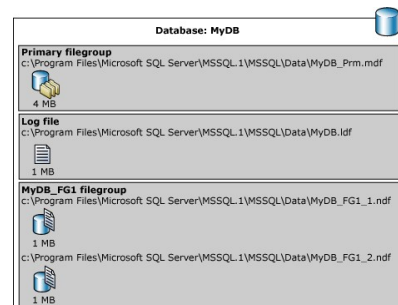 Database: MyDB
Primary filegroup
c:\Program Files\Microsoft SQL Server\MSSQL.1\MSSQL\Data\MyDB_Prm.mdf
4 MB
Log file
c:\Program Files\Microsoft SQL Server\MSSQL.1\MSSQL\Data\MyDB.ldf
1 MB
MyDB_FG1 filegroup
c:\Program Files\Microsoft SQL Server\MSSQL.1\MSSQL\Data\MyDB_FG1_1.ndf
1 MB
c:\Program Files\Microsoft SQL Server\MSSQL.1\MSSQL\Data\MyDB_FG1_2.ndf
1 MB